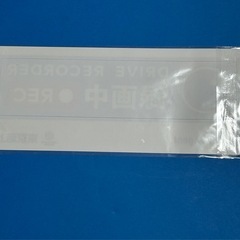 DRIVE RECORDER
録画中 ● REC